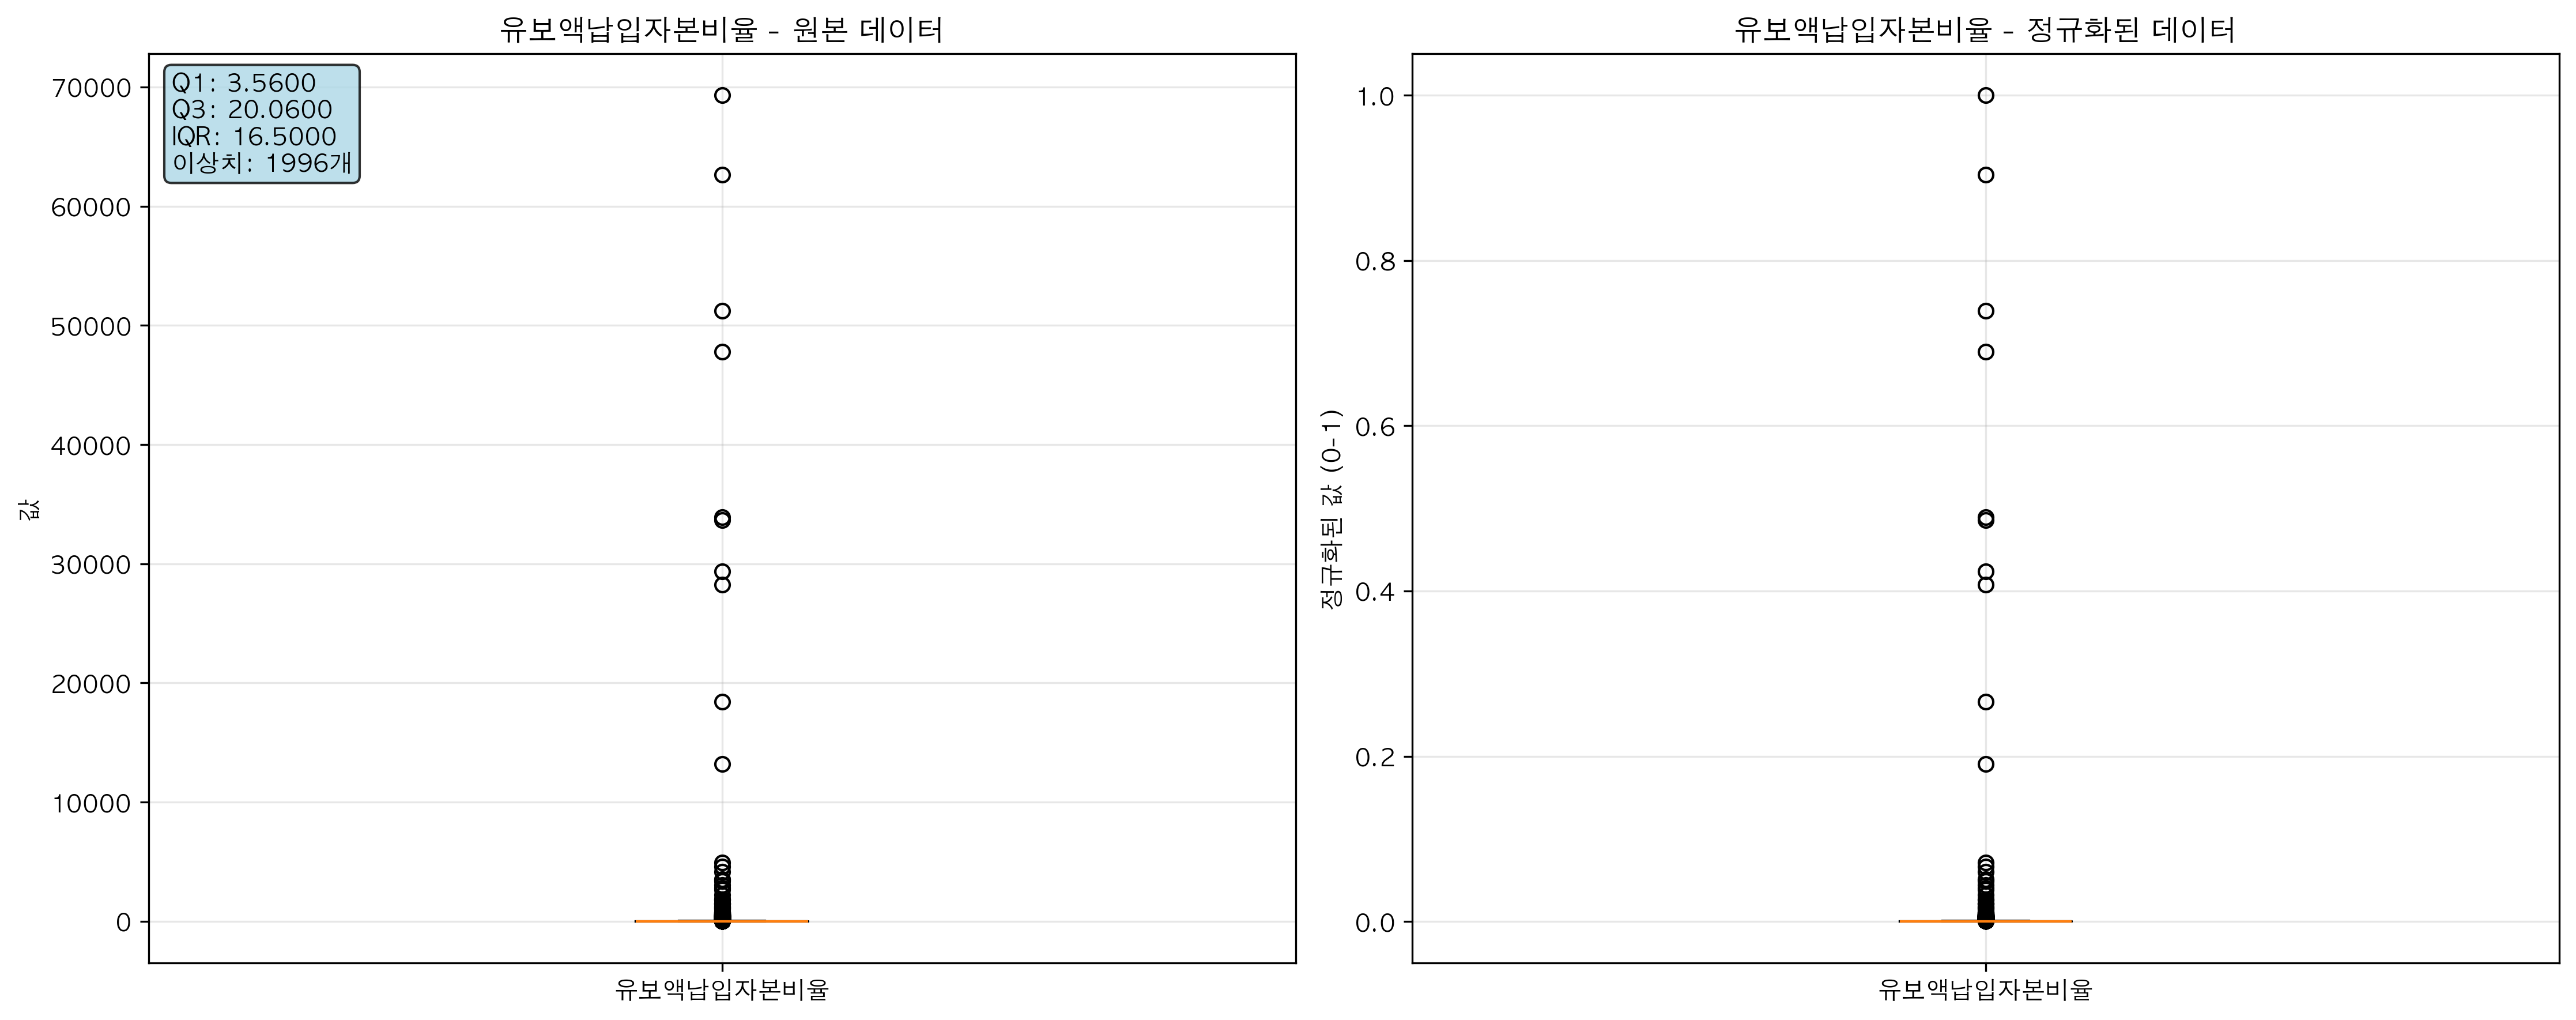 유보액납입자본비율 - 원본 데이터
Q1: 3.5600
Q3: 20.0600
IQR: 16.5000
이상치: 1996개
70000
60000
50000
40000
30000
20000
10000
0
값
유보액납입자본비율
유보액납입자본비율 - 정규화된 데이터
1.0
0.8
0.6
0.4
0.2
0.0
정규화된 값 (0-1)
유보액납입자본비율